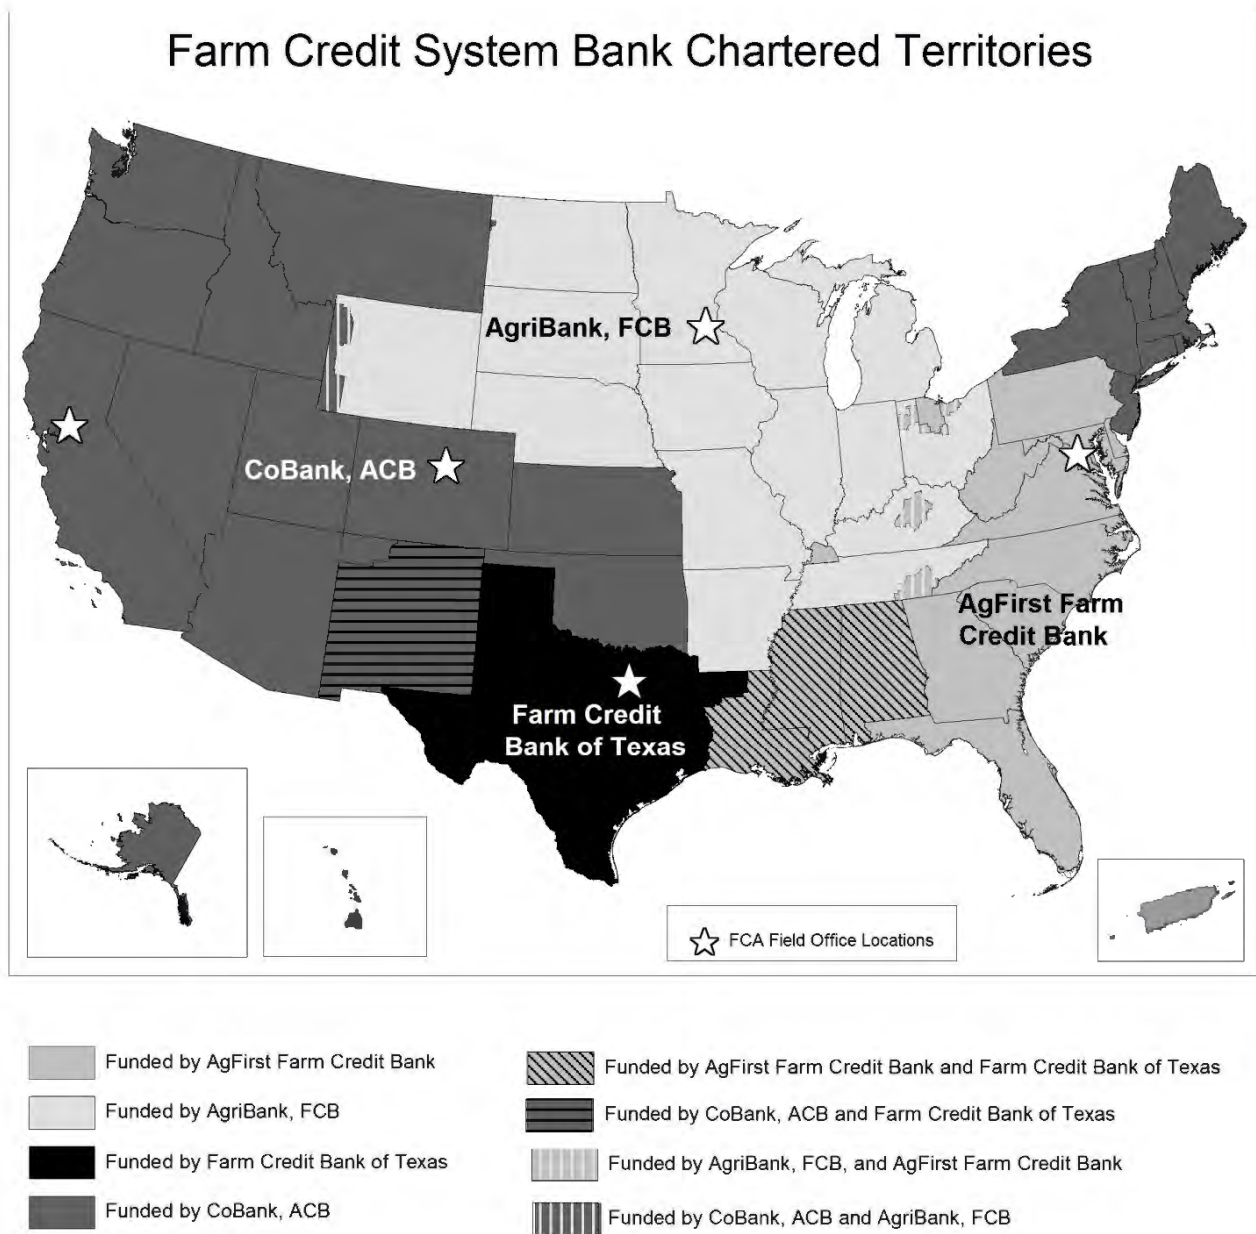 Farm Credit System Bank Chartered Territories
AgriBank, FCB
CoBank, ACB
AgFirst Farm
Credit Bank
Farm Credit
Bank of Texas
FCA Field Office Locations
Funded by AgFirst Farm Credit Bank
Funded by AgriBank, FCB
Funded by Farm Credit Bank of Texas
Funded by CoBank, ACB
Funded by AgFirst Farm Credit Bank and Farm Credit Bank of Texas
Funded by CoBank, ACB and Farm Credit Bank of Texas
Funded by AgriBank, FCB, and AgFirst Farm Credit Bank
Funded by CoBank, ACB and AgriBank, FCB